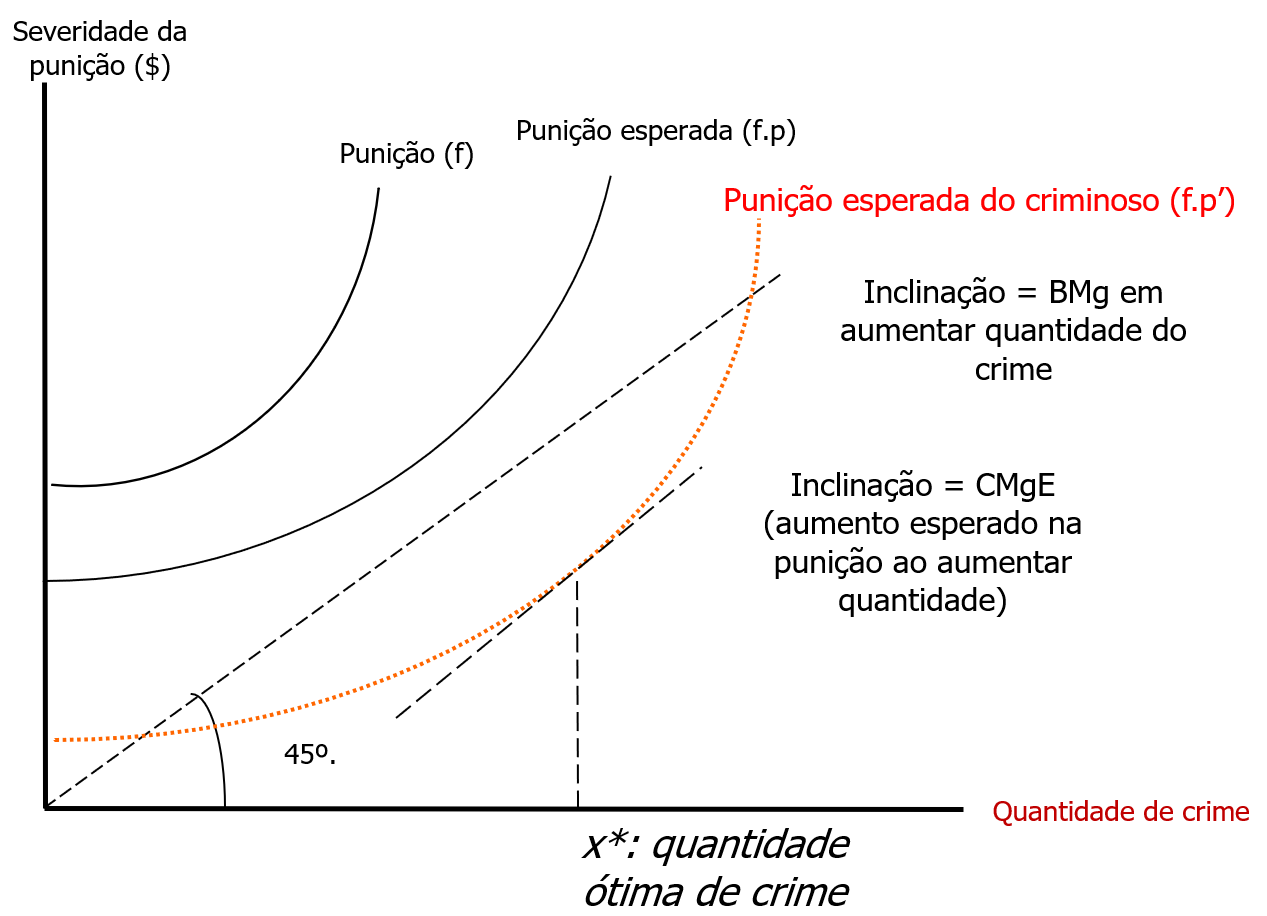 Severidade da
punição ($)
Punição (f)
Punição esperada (f.p)
Punição esperada do criminoso (f.p’)
Inclinação = BMg em
aumentar quantidade do
crime
Inclinação = CMgE
(aumento esperado na
punição ao aumentar
quantidade)
45º.
Quantidade de crime
x*: quantidade
ótima de crime